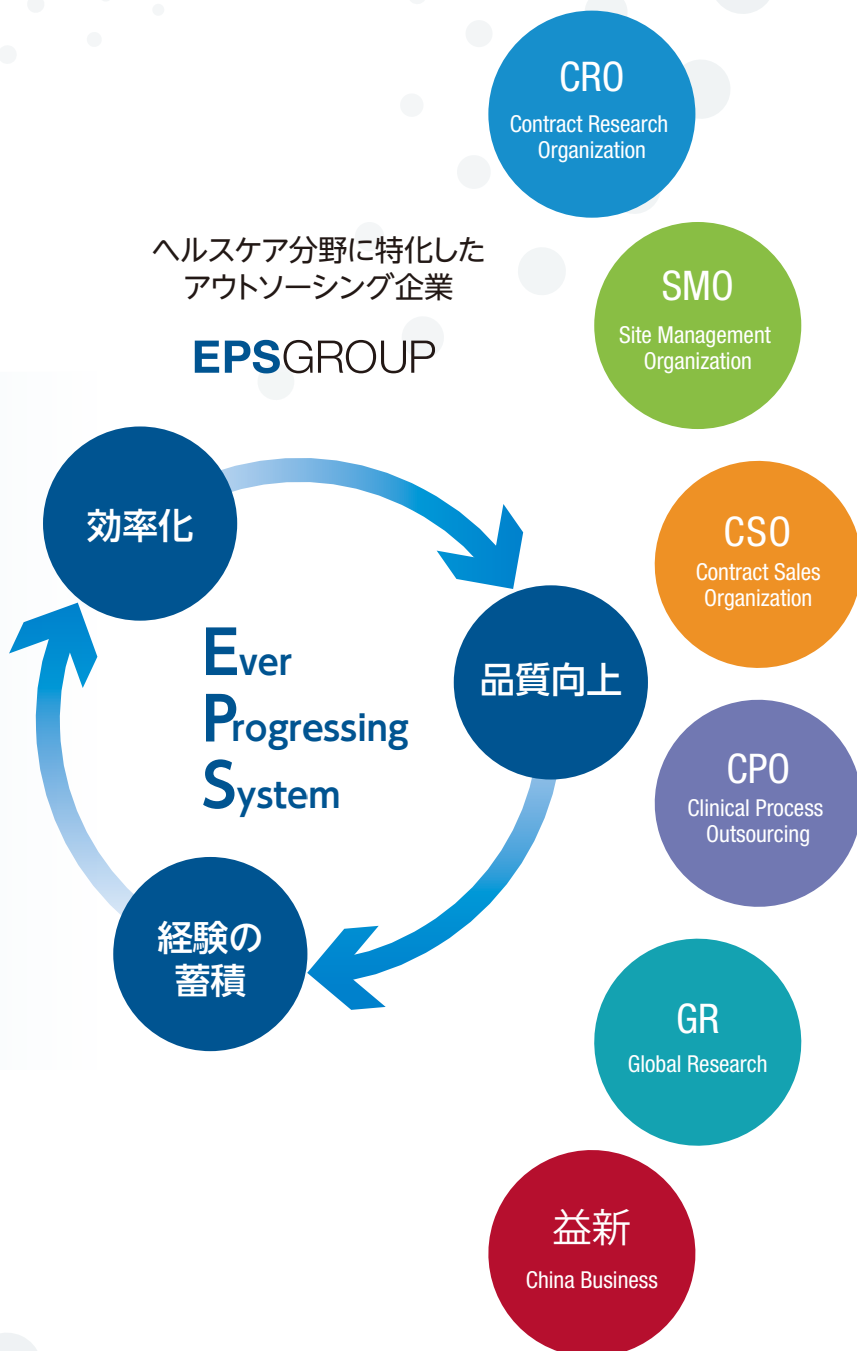 ヘルスケア分野に特化した
アウトソーシング企業
EPSGROUP
効率化
品質向上
経験の
蓄積
Ever
Progressing
System
CRO
Contract Research
Organization
SMO
Site Management
Organization
CSO
Contract Sales
Organization
CPO
Clinical Process
Outsourcing
GR
Global Research
益新
China Business